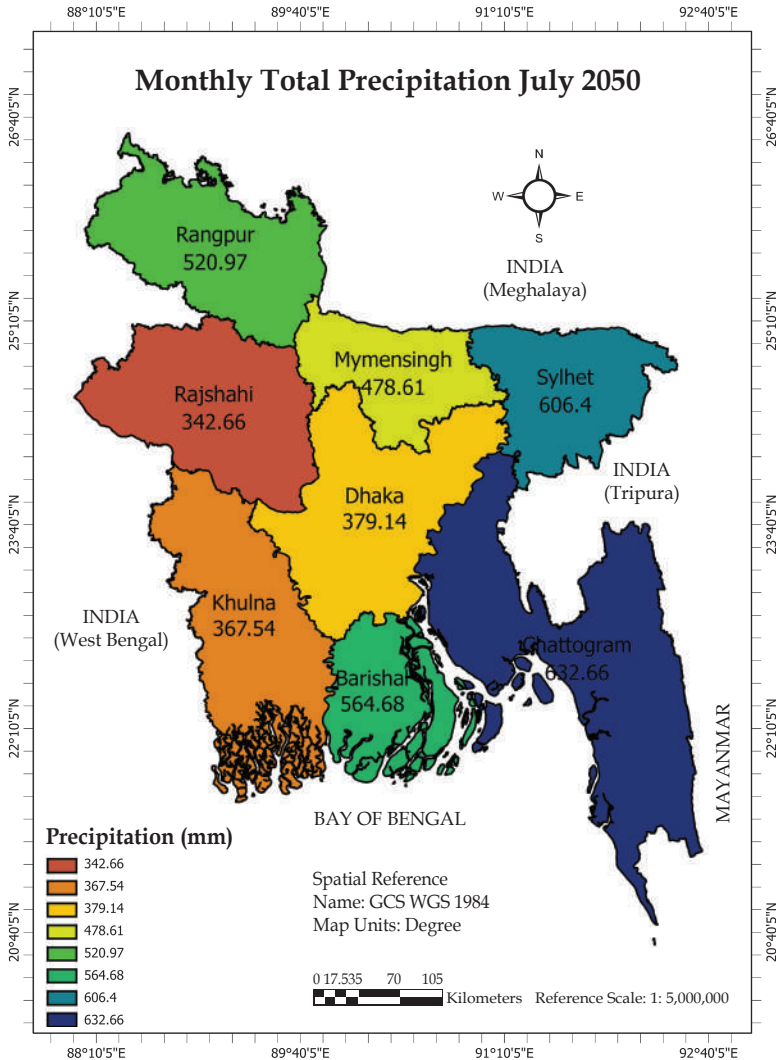 88°10'5"E 89°40'5"E 91°10'5"E 92°40'5"E
Monthly Total Precipitation July 2050
26°40'5"N 26°40'5"N
N
W E
S
Rangpur
520.97
INDIA
(Meghalaya)
25°10'5"N 25°10'5"N
Mymensingh
478.61
Sylhet
606.4
Rajshahi
342.66
INDIA
(Tripura)
Dhaka
379.14
23°40'5"N 23°40'5"N
Khulna
367.54
INDIA
(West Bengal)
Chattogram
632.66
Barishal
564.68
22°10'5"N 22°10'5"N
MAYANMAR
BAY OF BENGAL
Precipitation (mm)
342.66
367.54
379.14
478.61
520.97
564.68
606.4
632.66
Spatial Reference
Name: GCS WGS 1984
Map Units: Degree
20°40'5"N 20°40'5"N
0 17.535 70 105
Kilometers Reference Scale: 1: 5,000,000
88°10'5"E 89°40'5"E 91°10'5"E 92°40'5"E